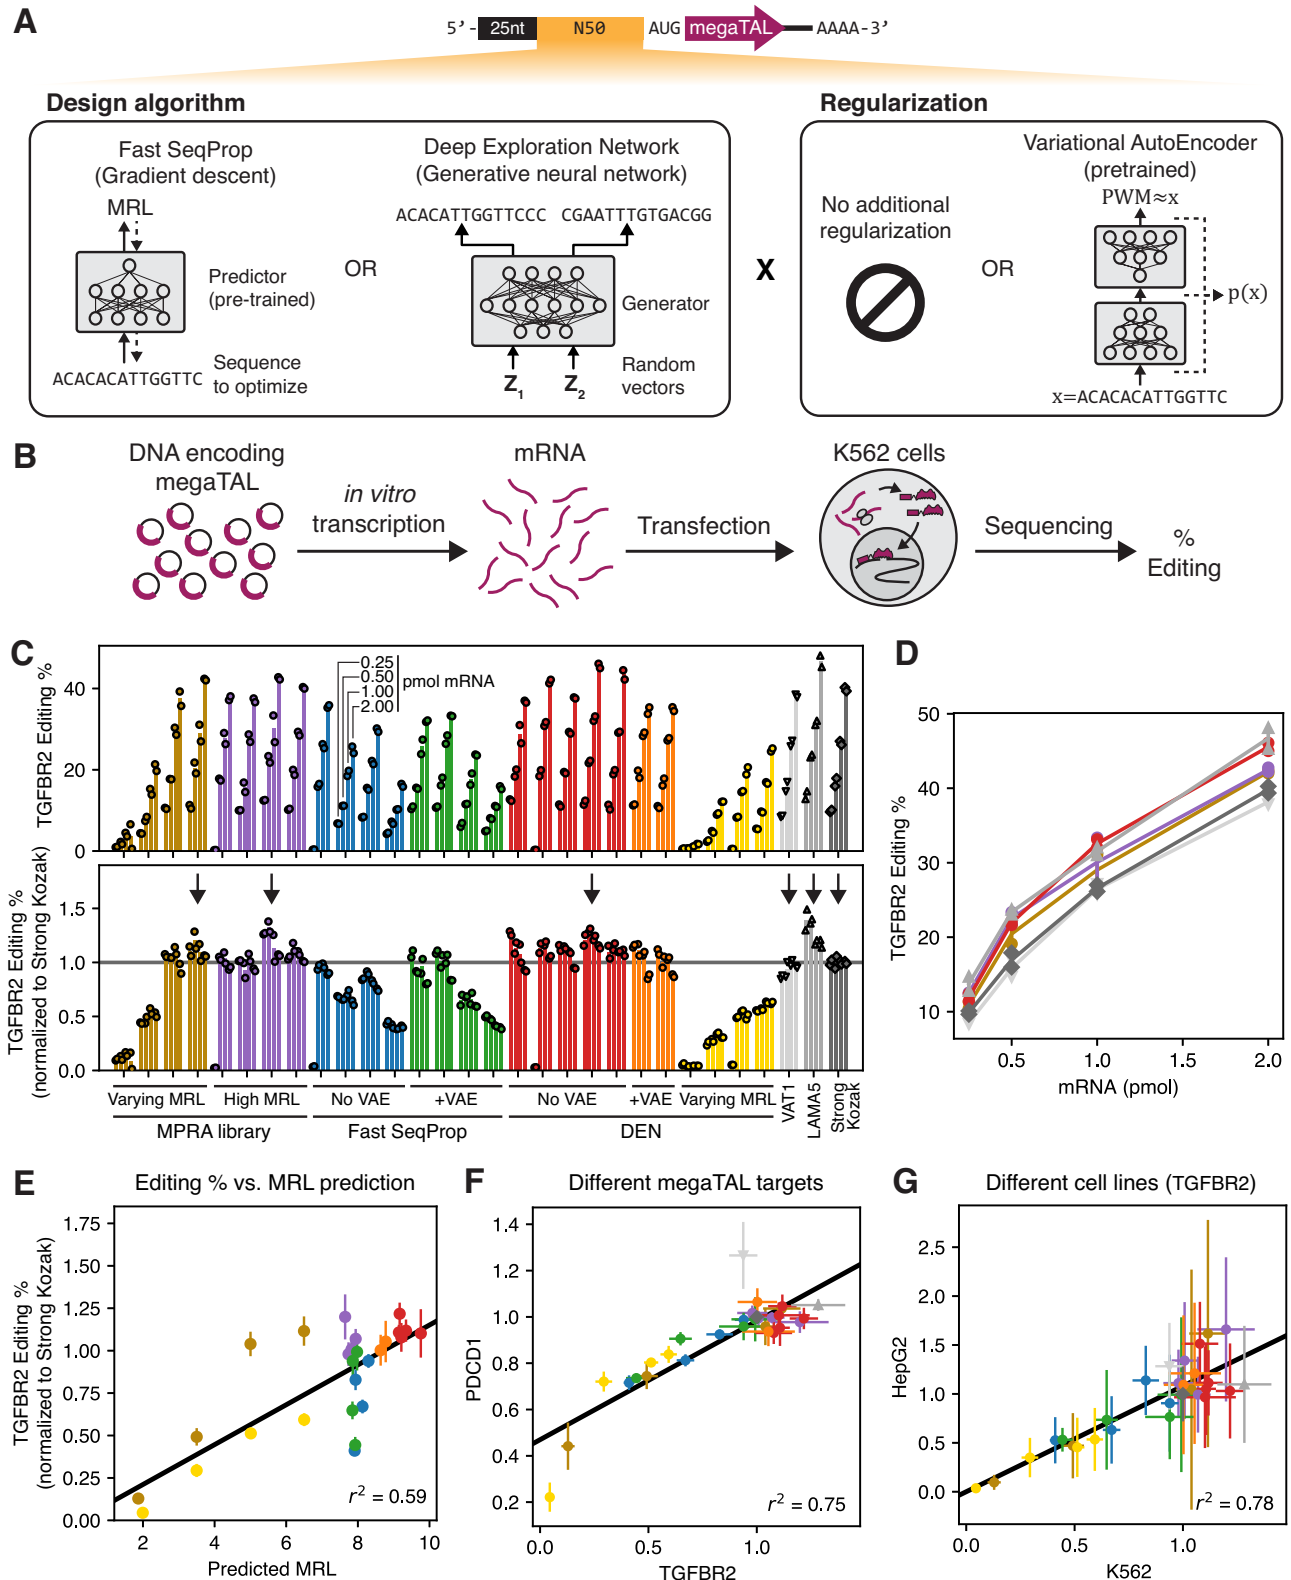 A
5'-
25nt
N50
AUG
megaTAL
AAAA-3'
Design algorithm
Regularization
Fast SeqProp
(Gradient descent)
MRL
Predictor
(pre-trained)
Sequence
to optimize
ACACACATTGGTTC
OR
Deep Exploration Network
(Generative neural network)
ACACATTGGTTCCC
CGAATTTGTGACGG
Generator
Random
vectors
Z1
Z2
X
No additional
regularization
OR
Variational AutoEncoder
(pretrained)
PWM≈x
p(x)
x=ACACACATTGGTTC
B
DNA encoding
megaTAL
in vitro
transcription
mRNA
Transfection
K562 cells
Sequencing
%
Editing
C
TGFBR2 Editing %
40
20
0
0.25
0.50
1.00
2.00
pmol mRNA
TGFBR2 Editing %
(normalized to Strong Kozak)
1.5
1.0
0.5
0.0
Varying MRL
High MRL
No VAE
+VAE
No VAE
+VAE
Varying MRL
VAT1
LAMA5
Strong
Kozak
MPRA library
Fast SeqProp
DEN
D
TGFBR2 Editing %
50
40
30
20
10
0.5
1.0
1.5
2.0
mRNA (pmol)
E
Editing % vs. MRL prediction
TGFBR2 Editing %
(normalized to Strong Kozak)
1.75
1.50
1.25
1.00
0.75
0.50
0.25
0.00
r² = 0.59
2
4
6
8
10
Predicted MRL
F
Different megaTAL targets
PDCD1
1.4
1.2
1.0
0.8
0.6
0.4
0.2
r² = 0.75
0.0
0.5
1.0
TGFBR2
G
Different cell lines (TGFBR2)
HepG2
2.5
2.0
1.5
1.0
0.5
0.0
r² = 0.78
0.0
0.5
1.0
K562